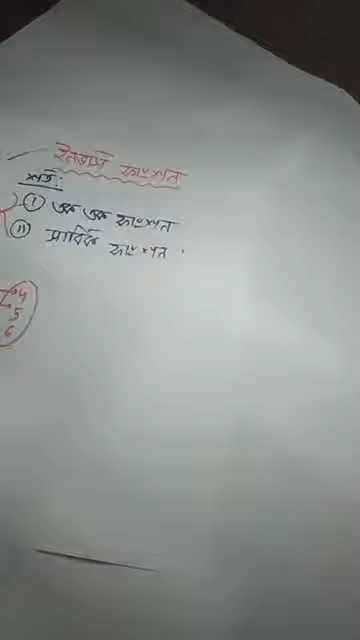 ইনভার্স ফাংশন
শর্ত:
(i) এক এক ফাংশন
(ii) সার্বিক ফাংশন
4
5
6